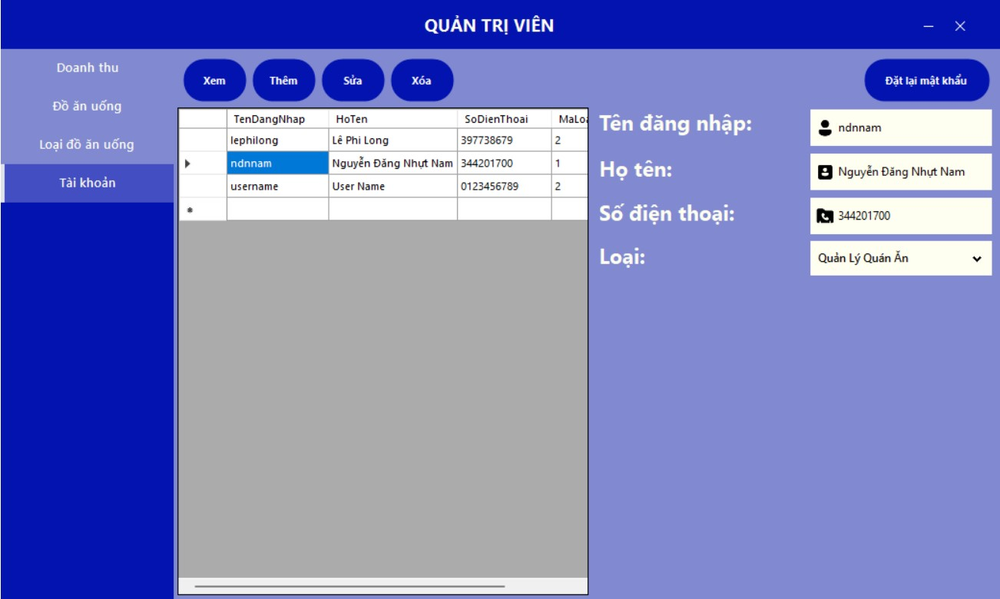 QUẢN TRỊ VIÊN
Doanh thu
Đồ ăn uống
Loại đồ ăn uống
Tài khoản
Xem Thêm Sửa Xóa Đặt lại mật khẩu
TenDangNhap HoTen SoDienThoai MaLoa
lephilong Lê Phi Long 397738679 2
ndnnam Nguyễn Đăng Nhựt Nam 344201700 1
username User Name 0123456789 2
Tên đăng nhập: ndnnam
Họ tên: Nguyễn Đăng Nhựt Nam
Số điện thoại: 344201700
Loại: Quản Lý Quán Ăn